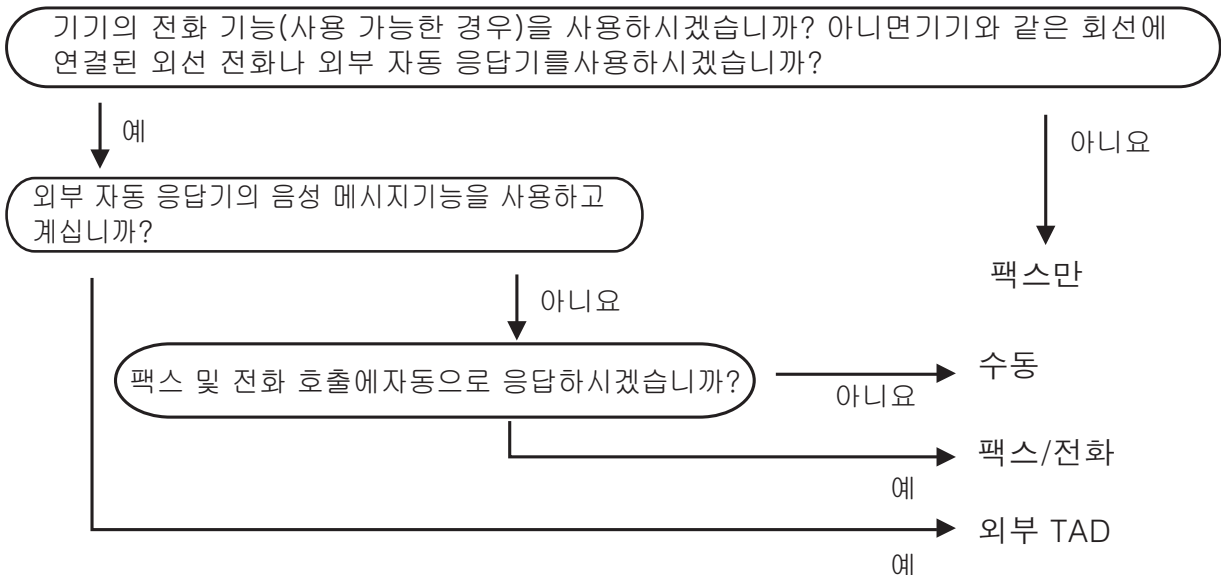 기기의 전화 기능(사용 가능한 경우)을 사용하시겠습니까? 아니면기기와 같은 회선에
연결된 외선 전화나 외부 자동 응답기를사용하시겠습니까?
예
아니요
외부 자동 응답기의 음성 메시지기능을 사용하고
계십니까?
팩스만
아니요
팩스 및 전화 호출에자동으로 응답하시겠습니까?
수동
아니요
팩스/전화
예
외부 TAD
예